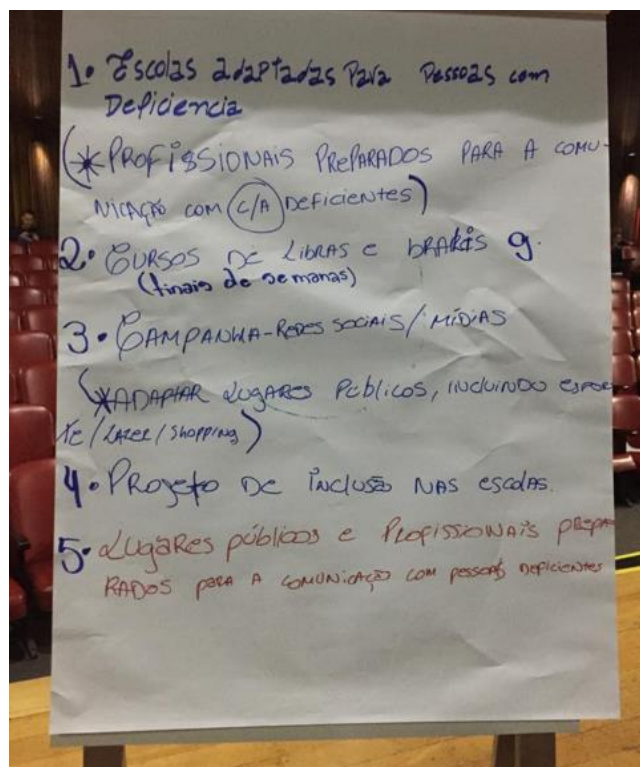 1. Escolas adaptadas Para Pessoas com
Deficiencia
(*PROFISSIONAIS PREPARADOS PARA A COMU-
NICAÇÃO COM (C/A) DEFICIENTES)
2. CURSOS DE LIBRAS E
(finais de semanas)
3. CAMPANHA-REDES SOCIAIS/MÍDIAS
(*ADAPTAR LUGARES PÚBLICOS, INCLUINDO ESPOR-
TE/LAZER/SHOPPING)
4. PROJETO DE INCLUSÃO NAS ESCOLAS.
5. LUGARES PÚBLICOS E PROFISSIONAIS PREPA
RADOS PARA A COMUNICAÇÃO COM PESSOAS DEFICIENTES